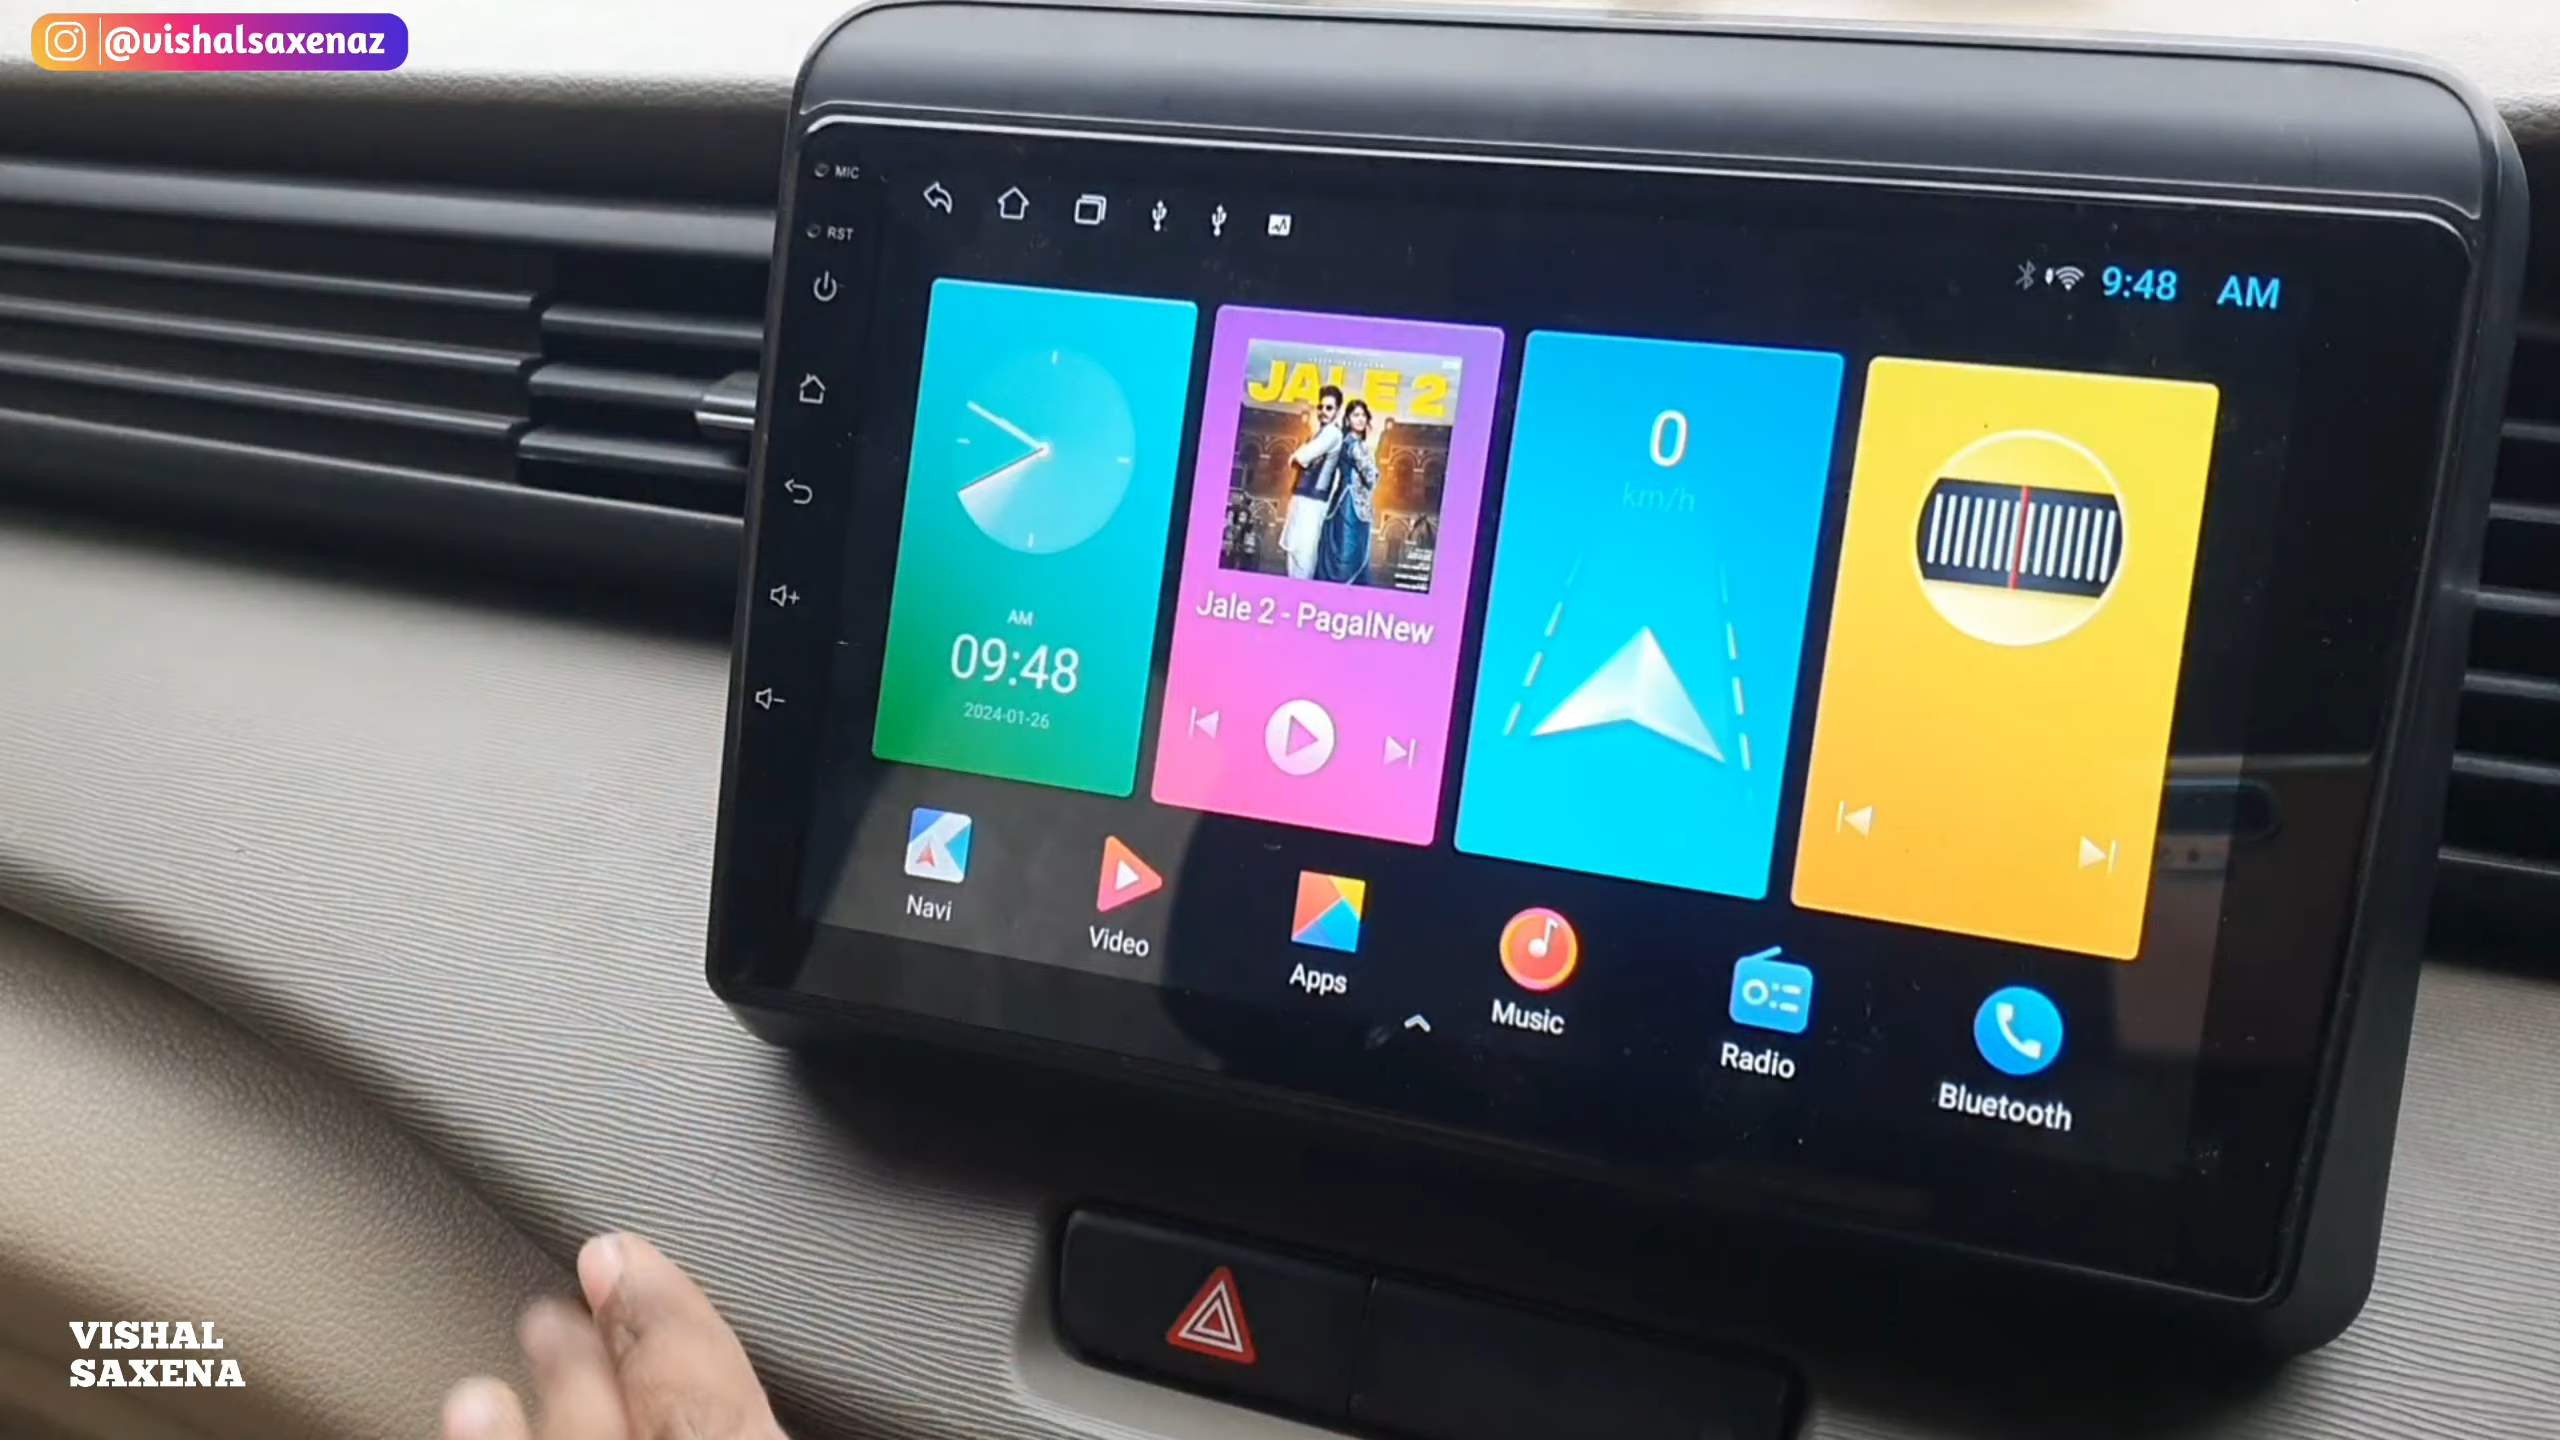 @vishalsaxenaz
MIC
RST
9:48 AM
AM
09:48
2024-01-26
JALE 2
Jale 2 - PagalNew
0
km/h
Navi
Video
Apps
Music
Radio
Bluetooth
VISHAL
SAXENA